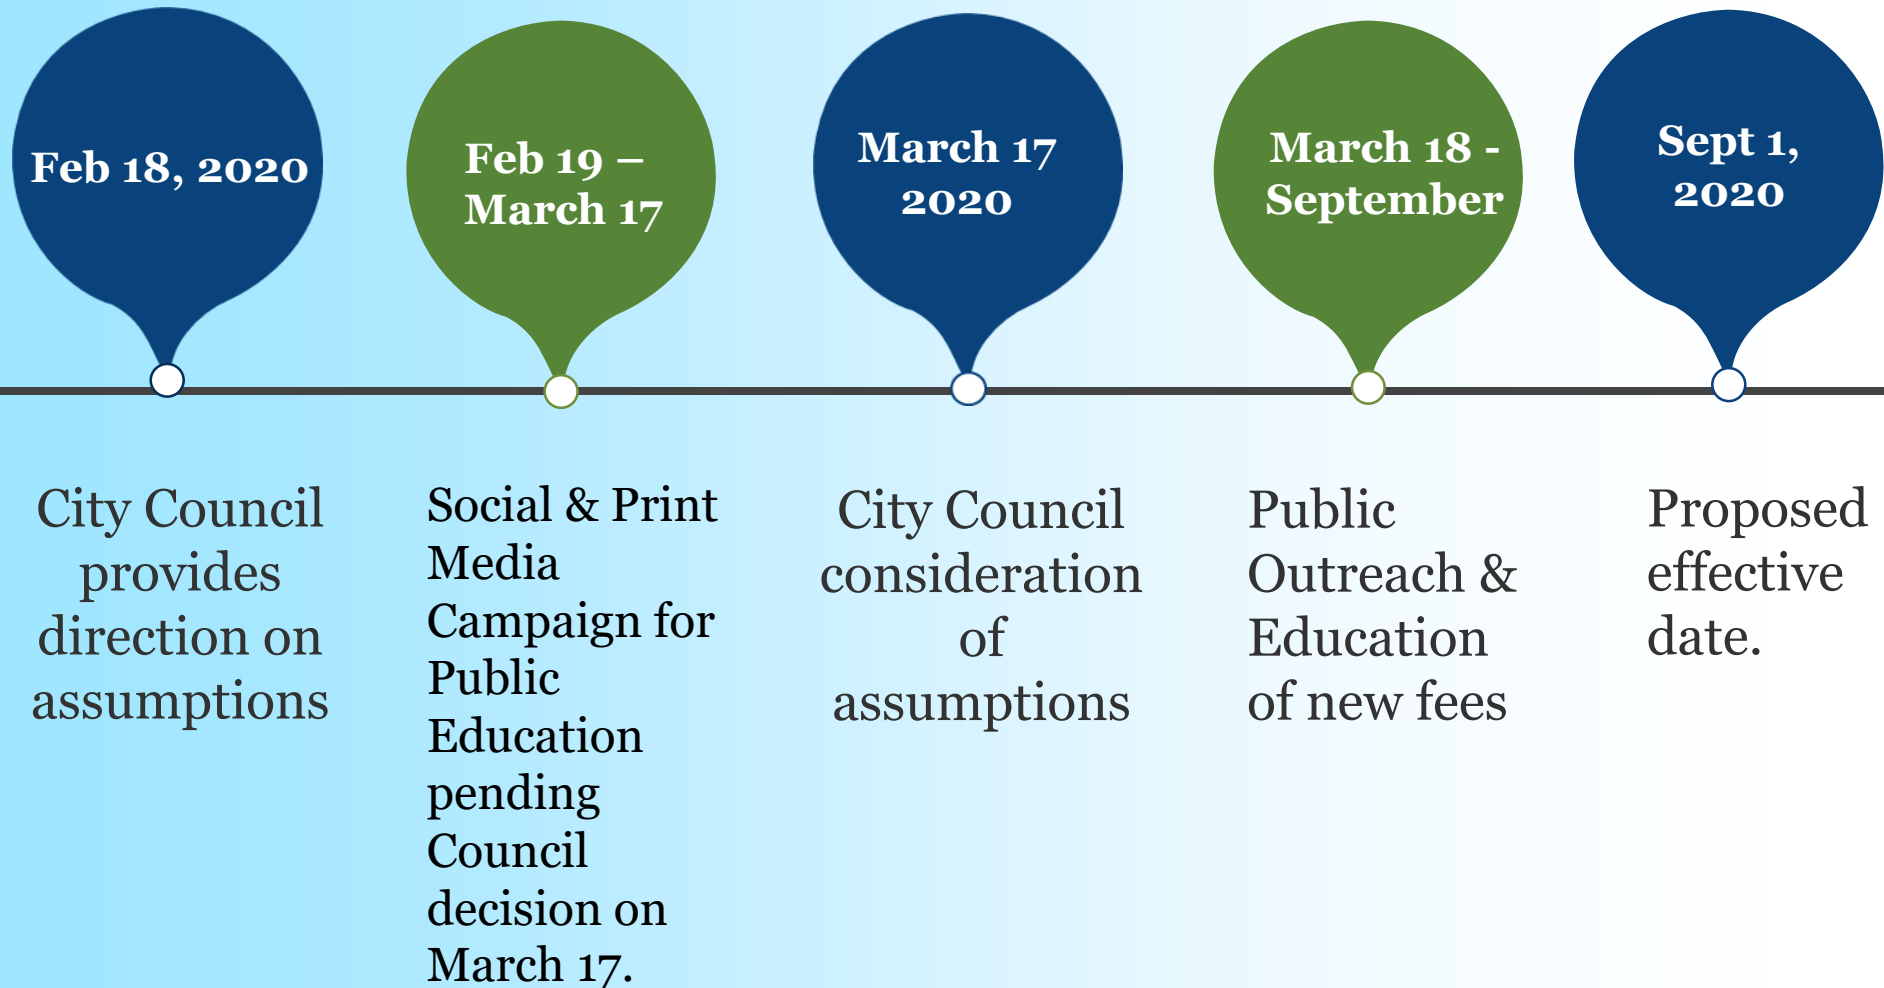 Feb 18, 2020
Feb 19 –
March 17
March 17
2020
March 18 -
September
Sept 1,
2020
City Council
provides
direction on
assumptions
Social & Print
Media
Campaign for
Public
Education
pending
Council
decision on
March 17.
City Council
consideration
of
assumptions
Public
Outreach &
Education
of new fees
Proposed
effective
date.